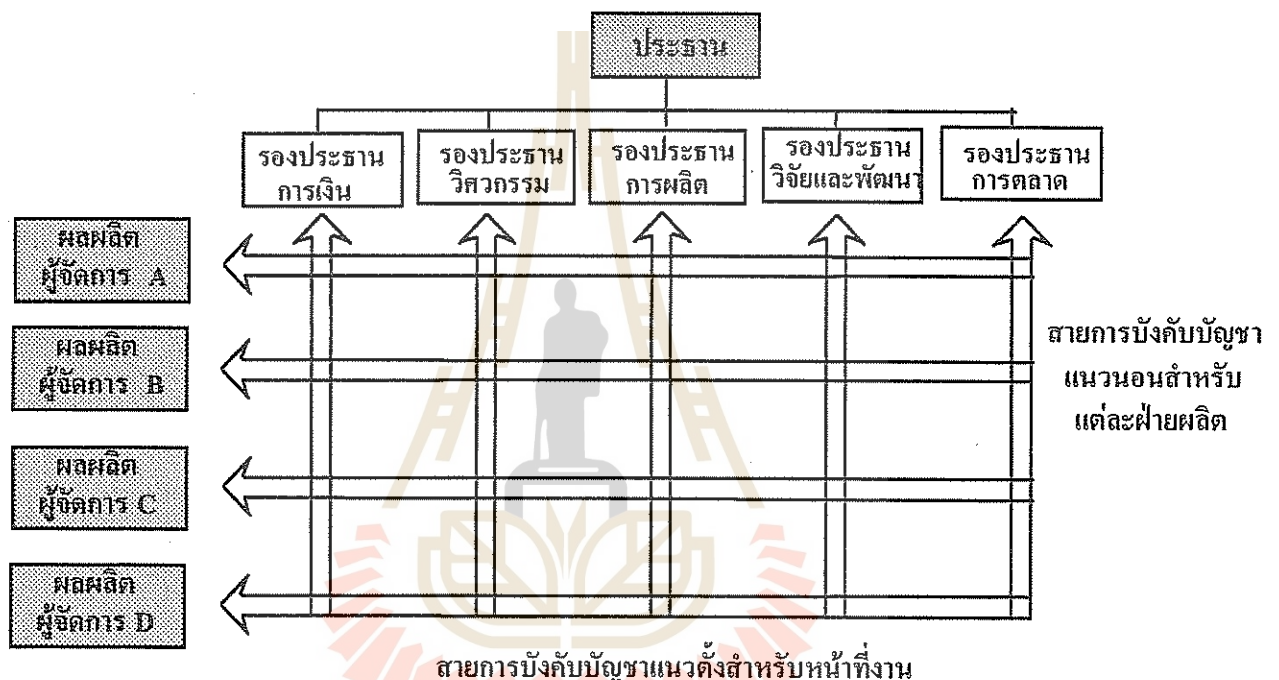 ประธาน
รองประธาน
การเงิน
รองประธาน
วิศวกรรม
รองประธาน
การผลิต
รองประธาน
วิจัยและพัฒนา
รองประธาน
การตลาด
ผลผลิต
ผู้จัดการ A
ผลผลิต
ผู้จัดการ B
ผลผลิต
ผู้จัดการ C
ผลผลิต
ผู้จัดการ D
สายการบังคับบัญชา
แนวนอนสำหรับ
แต่ละฝ่ายผลิต
สายการบังคับบัญชาแนวดิ่งสำหรับหน้าที่งาน